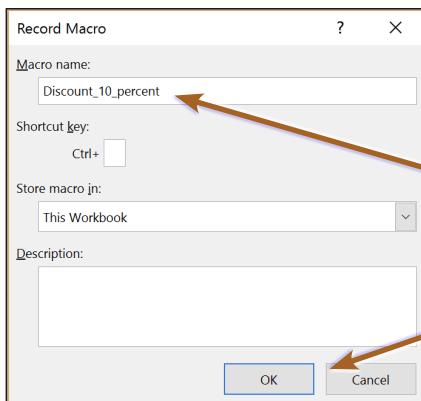 Record Macro ? X
Macro name:
Discount_10_percent
Shortcut key:
Ctrl+
Store macro in:
This Workbook
Description:
OK Cancel